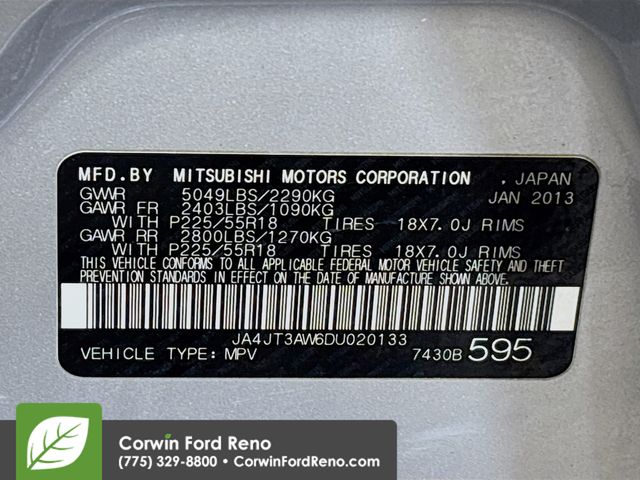 MFD.BY MITSUBISHI MOTORS CORPORATION . JAPAN
GVWR 5049LBS/2290KG JAN 2013
GAWR FR 2403LBS/1090KG
WITH P225/55R18 TIRES 18X7.0J RIMS
GAWR RR 2800LBS/1270KG
WITH P225/55R18 TIRES 18X7.0J RIMS
THIS VEHICLE CONFORMS TO ALL APPLICABLE FEDERAL MOTOR VEHICLE SAFETY AND THEFT
PREVENTION STANDARDS IN EFFECT ON THE DATE OF MANUFACTURE SHOWN ABOVE.
JA4JT3AW6DU020133
VEHICLE TYPE: MPV 7430B 595
Corwin Ford Reno
(775) 329-8800 • CorwinFordReno.com